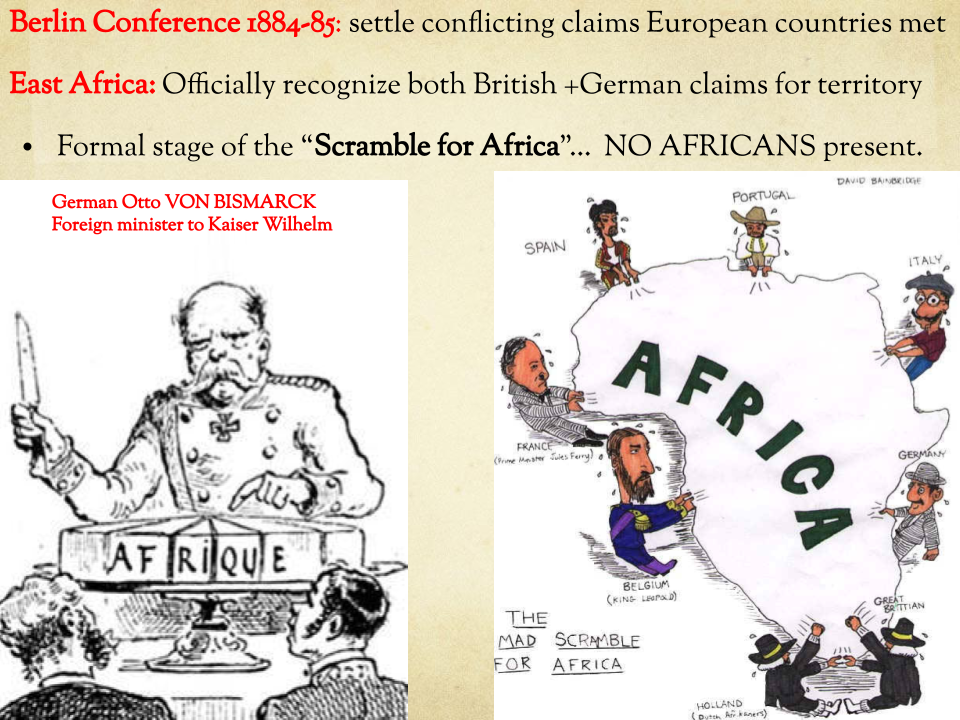 Berlin Conference 1884-85: settle conflicting claims European countries met
East Africa: Officially recognize both British +German claims for territory
• Formal stage of the “Scramble for Africa”... NO AFRICANS present.
German Otto VON BISMARCK
Foreign minister to Kaiser Wilhelm
AFRIQUE
DAVID BAINBRIDGE
PORTUGAL
SPAIN
ITALY
AFRICA
FRANCE
(Prime Minister Jules Ferry)
GERMANY
BELGIUM
(KING LEOPOLD)
GREAT
BRITTIAN
THE
MAD SCRAMBLE
FOR AFRICA
HOLLAND
(Dutch Afrikaners)